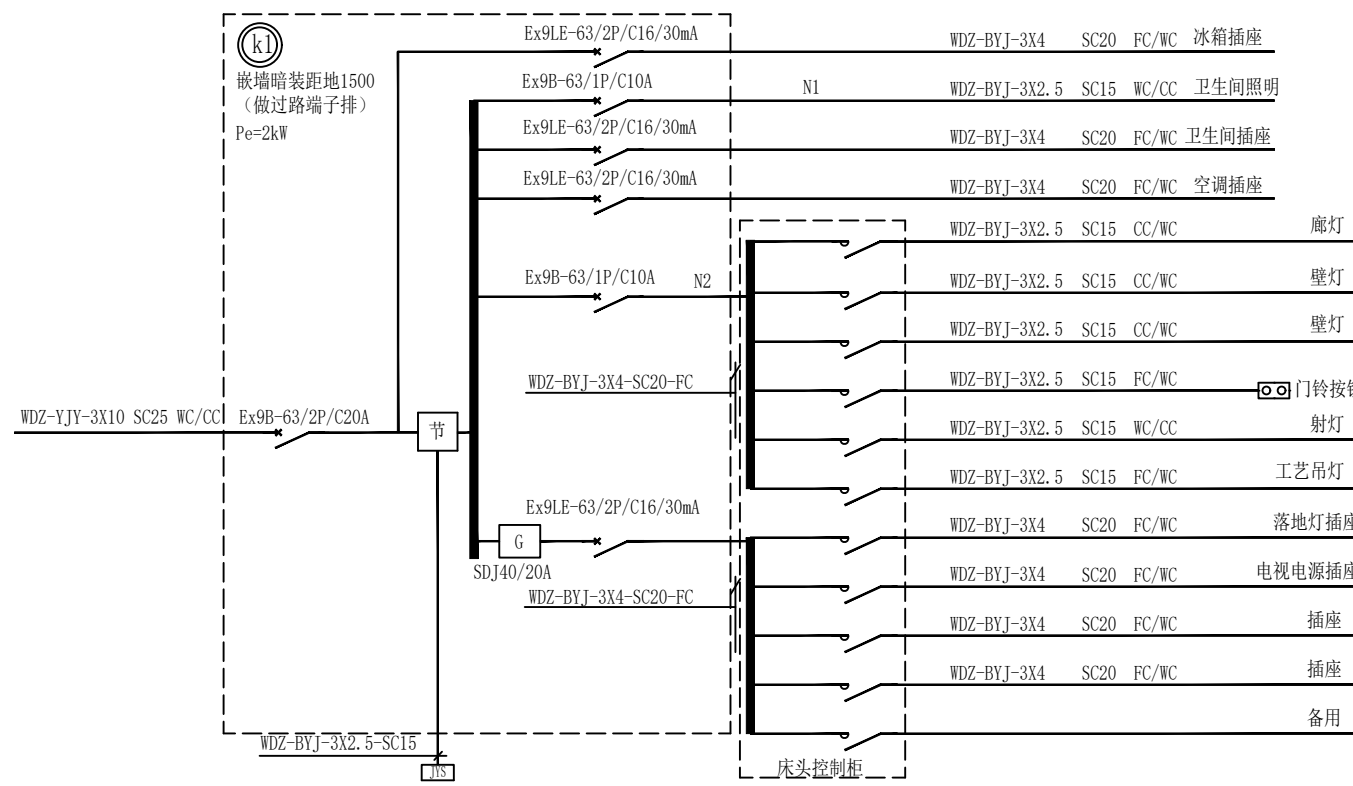 k1
嵌墙暗装距地1500
（做过路端子排）
Pe=2kW
Ex9LE-63/2P/C16/30mA WDZ-BYJ-3X4 SC20 FC/WC 冰箱插座
Ex9B-63/1P/C10A N1 WDZ-BYJ-3X2.5 SC15 WC/CC 卫生间照明
Ex9LE-63/2P/C16/30mA WDZ-BYJ-3X4 SC20 FC/WC 卫生间插座
Ex9LE-63/2P/C16/30mA WDZ-BYJ-3X4 SC20 FC/WC 空调插座
WDZ-BYJ-3X2.5 SC15 CC/WC 廊灯
Ex9B-63/1P/C10A N2 WDZ-BYJ-3X2.5 SC15 CC/WC 壁灯
WDZ-BYJ-3X2.5 SC15 CC/WC 壁灯
WDZ-BYJ-3X4-SC20-FC WDZ-BYJ-3X2.5 SC15 FC/WC 门铃按钮
WDZ-YJY-3X10 SC25 WC/CC Ex9B-63/2P/C20A 节 WDZ-BYJ-3X2.5 SC15 WC/CC 射灯
WDZ-BYJ-3X2.5 SC15 FC/WC 工艺吊灯
Ex9LE-63/2P/C16/30mA WDZ-BYJ-3X4 SC20 FC/WC 落地灯插座
G
SDJ40/20A WDZ-BYJ-3X4 SC20 FC/WC 电视电源插座
WDZ-BYJ-3X4-SC20-FC WDZ-BYJ-3X4 SC20 FC/WC 插座
WDZ-BYJ-3X4 SC20 FC/WC 插座
备用
WDZ-BYJ-3X2.5-SC15
JYS 床头控制柜